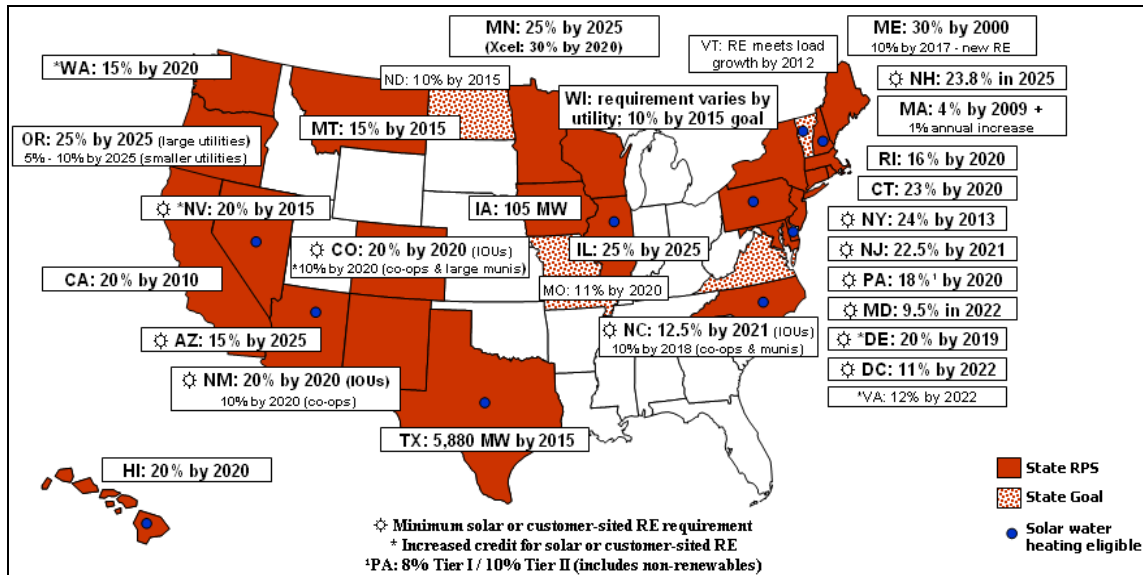 MN: 25% by 2025
(Xcel: 30% by 2020)
VT: RE meets load
growth by 2012
ME: 30% by 2000
10% by 2017 - new RE
*WA: 15% by 2020
ND: 10% by 2015
☼ NH: 23.8% in 2025
WI: requirement varies by
utility; 10% by 2015 goal
MA: 4% by 2009 +
1% annual increase
MT: 15% by 2015
OR: 25% by 2025 (large utilities)
5% - 10% by 2025 (smaller utilities)
RI: 16% by 2020
CT: 23% by 2020
☼ *NV: 20% by 2015
IA: 105 MW
☼ NY: 24% by 2013
☼ CO: 20% by 2020 (IOUs)
*10% by 2020 (co-ops & large munis)
IL: 25% by 2025
☼ NJ: 22.5% by 2021
CA: 20% by 2010
MO: 11% by 2020
☼ PA: 18%¹ by 2020
☼ MD: 9.5% in 2022
☼ AZ: 15% by 2025
☼ NC: 12.5% by 2021 (IOUs)
10% by 2018 (co-ops & munis)
☼ *DE: 20% by 2019
☼ DC: 11% by 2022
☼ NM: 20% by 2020 (IOUs)
10% by 2020 (co-ops)
*VA: 12% by 2022
TX: 5,880 MW by 2015
HI: 20% by 2020
State RPS
State Goal
Solar water
heating eligible
☼ Minimum solar or customer-sited RE requirement
* Increased credit for solar or customer-sited RE
¹PA: 8% Tier I / 10% Tier II (includes non-renewables)